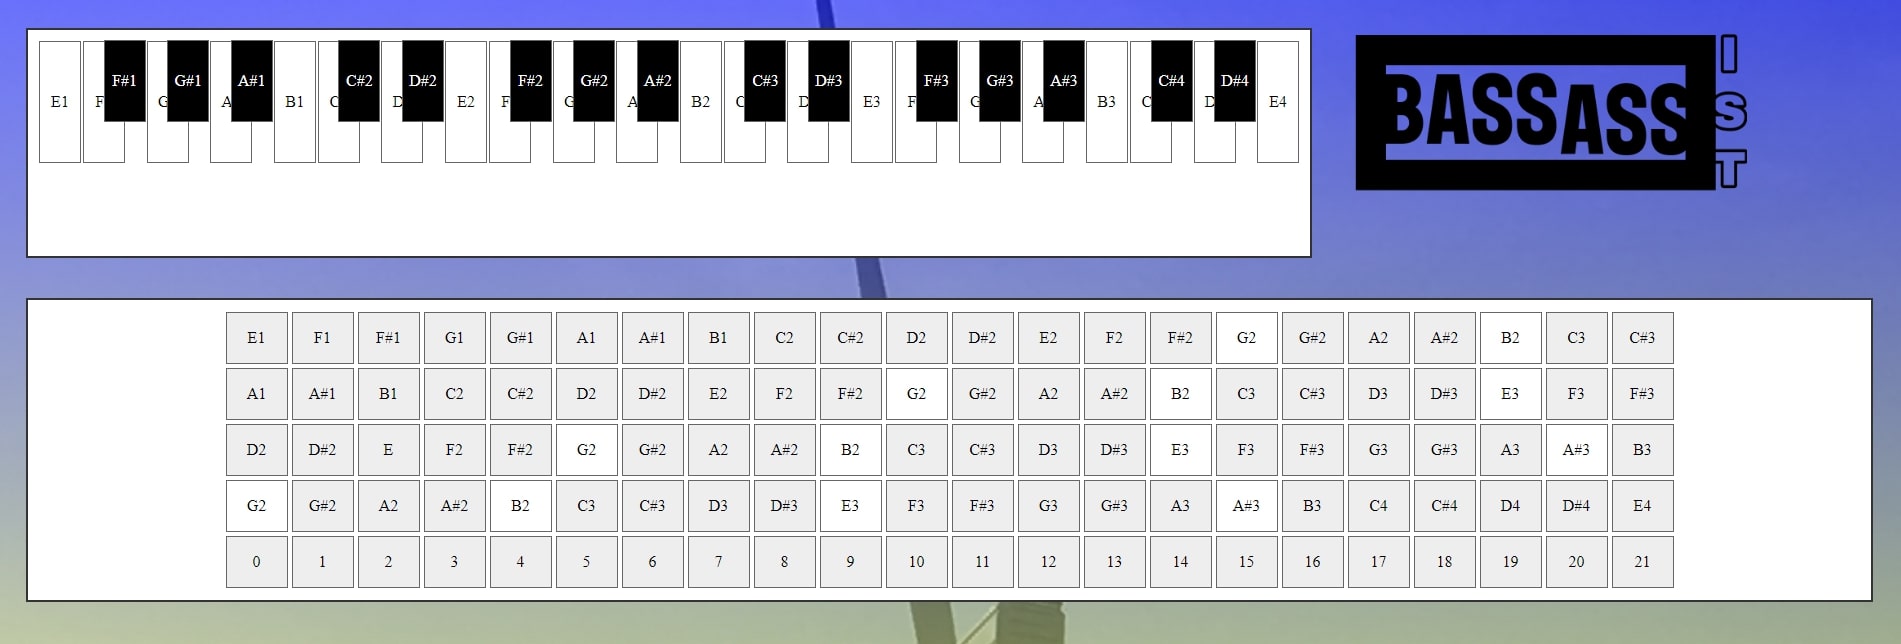 F#1 G#1 A#1 C#2 D#2 F#2 G#2 A#2 C#3 D#3 F#3 G#3 A#3 C#4 D#4
E1 F G A B1 C D E2 F G A B2 C D E3 F G A B3 C D E4
BASSASS
IST
E1 F1 F#1 G1 G#1 A1 A#1 B1 C2 C#2 D2 D#2 E2 F2 F#2 G2 G#2 A2 A#2 B2 C3 C#3
A1 A#1 B1 C2 C#2 D2 D#2 E2 F2 F#2 G2 G#2 A2 A#2 B2 C3 C#3 D3 D#3 E3 F3 F#3
D2 D#2 E F2 F#2 G2 G#2 A2 A#2 B2 C3 C#3 D3 D#3 E3 F3 F#3 G3 G#3 A3 A#3 B3
G2 G#2 A2 A#2 B2 C3 C#3 D3 D#3 E3 F3 F#3 G3 G#3 A3 A#3 B3 C4 C#4 D4 D#4 E4
0 1 2 3 4 5 6 7 8 9 10 11 12 13 14 15 16 17 18 19 20 21